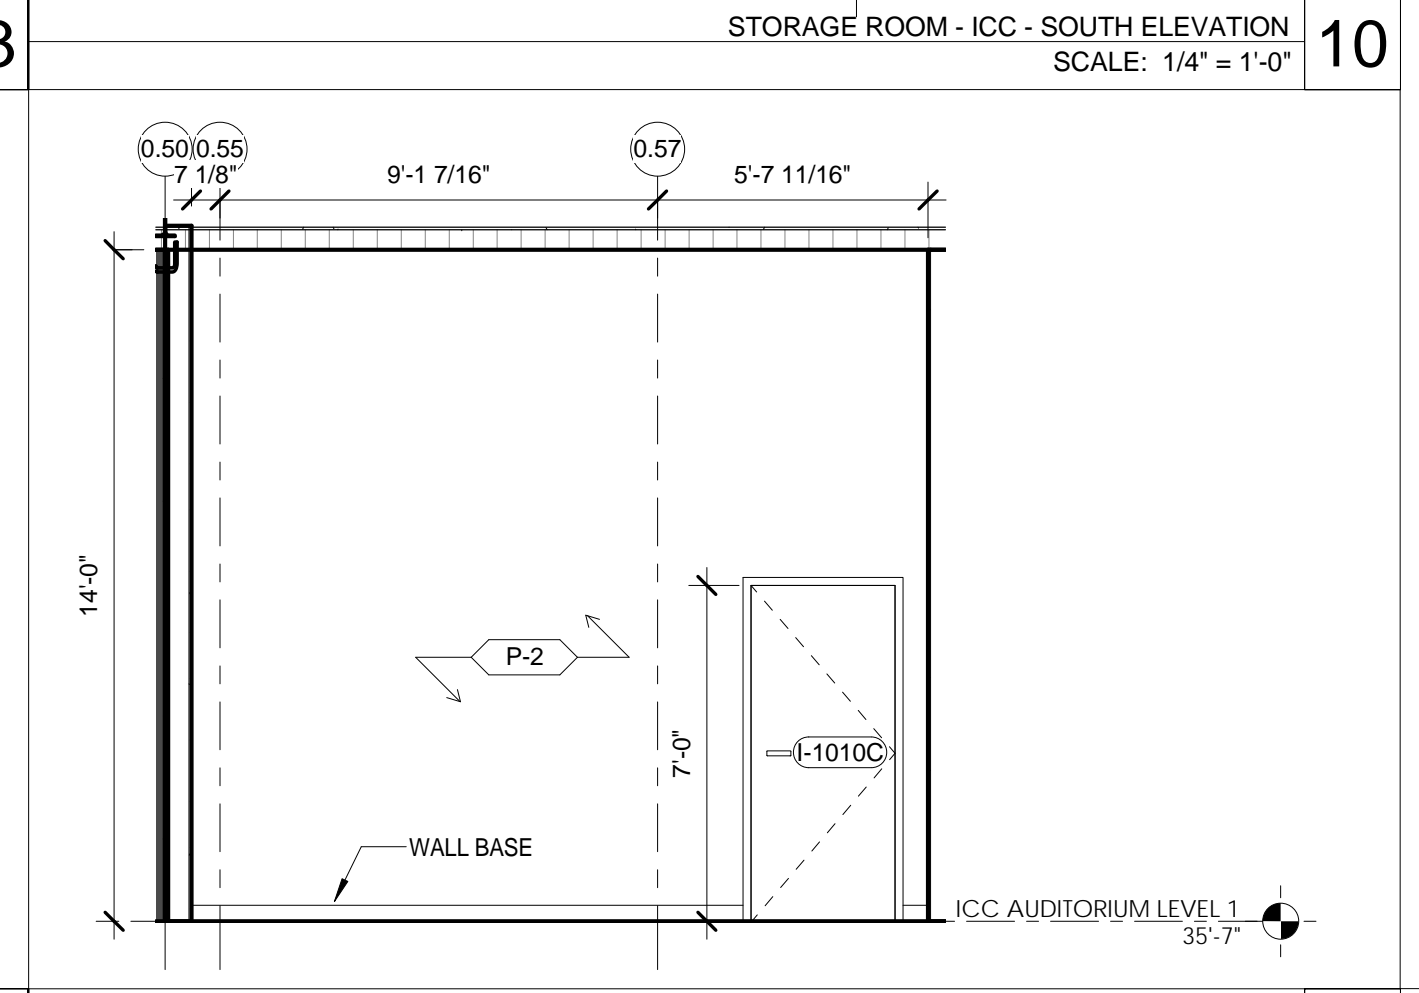 STORAGE ROOM - ICC - SOUTH ELEVATION
SCALE: 1/4" = 1'-0"
10
0.50
0.55
0.57
7 1/8"
9'-1 7/16"
5'-7 11/16"
14'-0"
P-2
7'-0"
I-1010C
WALL BASE
ICC AUDITORIUM LEVEL 1
35'-7"